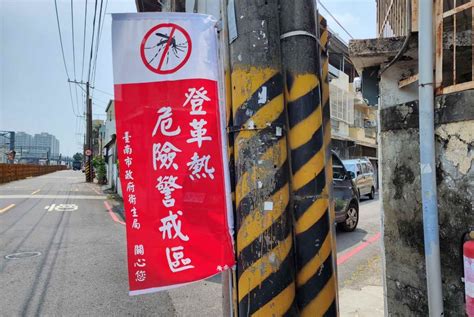 登革熱
危險警戒區
臺南市政府衛生局 關心您